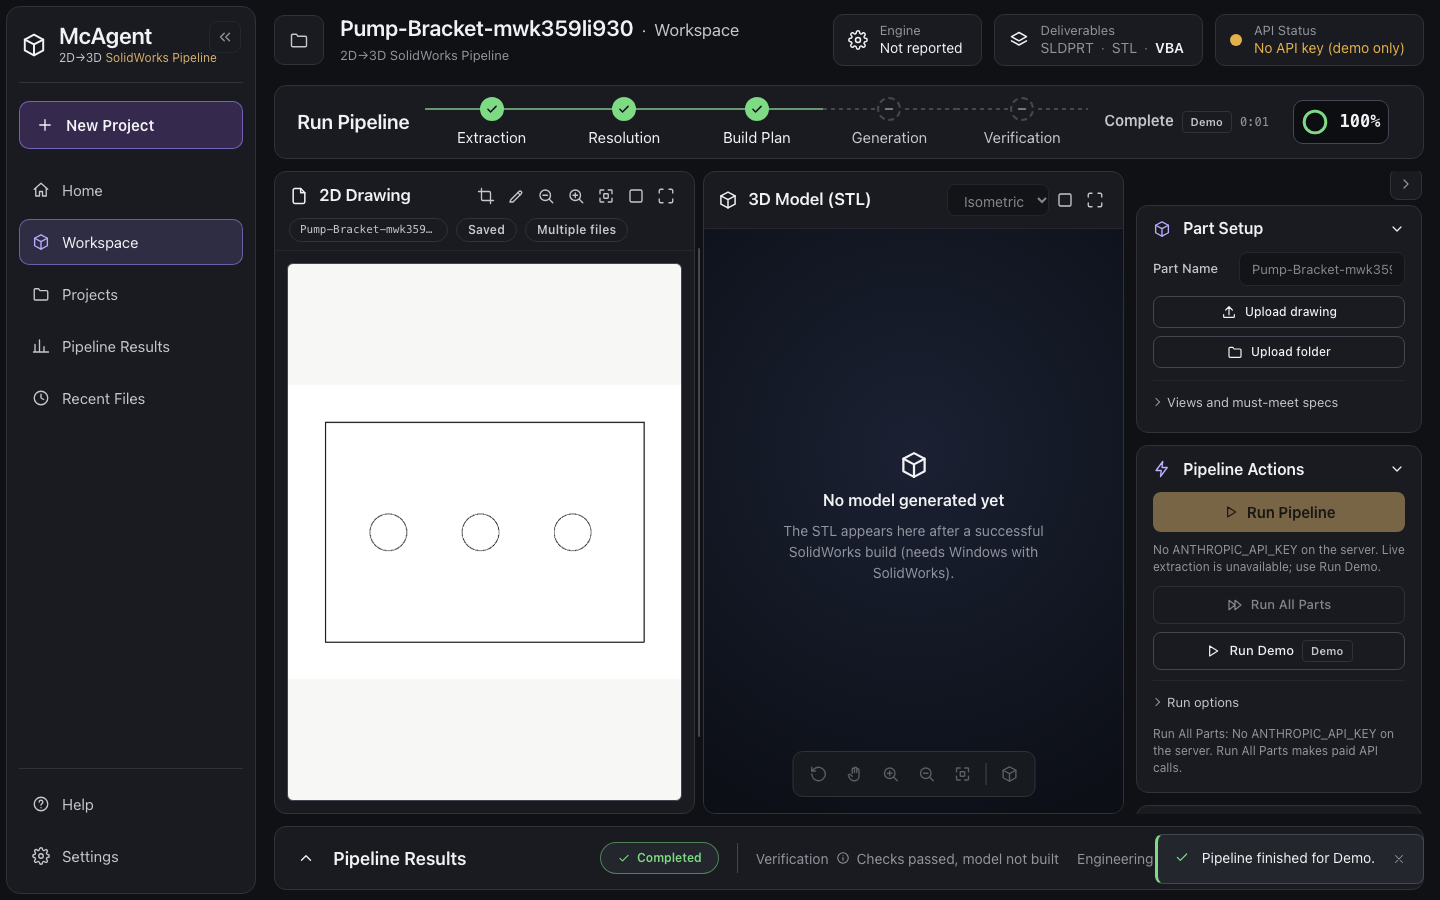 McAgent
2D→3D SolidWorks Pipeline
New Project
Home
Workspace
Projects
Pipeline Results
Recent Files
Help
Settings
Pump-Bracket-mwk359li930 · Workspace
2D→3D SolidWorks Pipeline
Engine
Not reported
Deliverables
SLDPRT · STL · VBA
API Status
No API key (demo only)
Run Pipeline
Extraction
Resolution
Build Plan
Generation
Verification
Complete Demo 0:01
100%
2D Drawing
Pump-Bracket-mwk359… Saved Multiple files
3D Model (STL)
Isometric
No model generated yet
The STL appears here after a successful
SolidWorks build (needs Windows with
SolidWorks).
Part Setup
Part Name Pump-Bracket-mwk359
Upload drawing
Upload folder
Views and must-meet specs
Pipeline Actions
Run Pipeline
No ANTHROPIC_API_KEY on the server. Live
extraction is unavailable; use Run Demo.
Run All Parts
Run Demo Demo
Run options
Run All Parts: No ANTHROPIC_API_KEY on
the server. Run All Parts makes paid API
calls.
Pipeline Results
Completed
Verification Checks passed, model not built
Engineering
Pipeline finished for Demo.